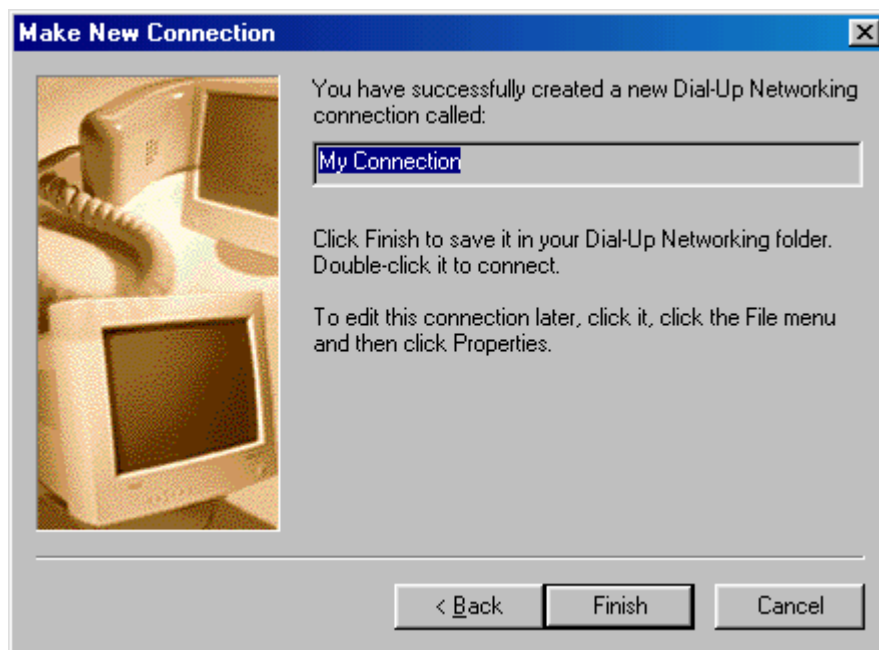 Make New Connection
You have successfully created a new Dial-Up Networking
connection called:
My Connection
Click Finish to save it in your Dial-Up Networking folder.
Double-click it to connect.
To edit this connection later, click it, click the File menu
and then click Properties.
< Back
Finish
Cancel